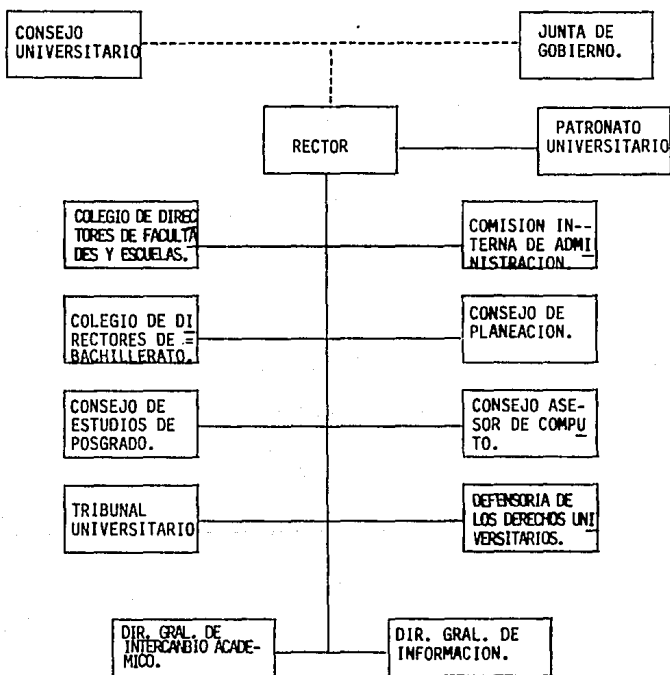 CONSEJO
UNIVERSITARIO
JUNTA DE
GOBIERNO.
RECTOR
PATRONATO
UNIVERSITARIO
COLEGIO DE DIREC
TORES DE FACULTA
DES Y ESCUELAS.
COMISION IN--
TERNA DE ADMI
NISTRACION.
COLEGIO DE DI
RECTORES DE =
BACHILLERATO.
CONSEJO DE
PLANEACION.
CONSEJO DE
ESTUDIOS DE
POSGRADO.
CONSEJO ASE-
SOR DE COMPU
TO.
TRIBUNAL
UNIVERSITARIO
DEFENSORIA DE
LOS DERECHOS UNI
VERSITARIOS.
DIR. GRAL. DE
INTERCANBIO ACADE-
MICO.
DIR. GRAL. DE
INFORMACION.